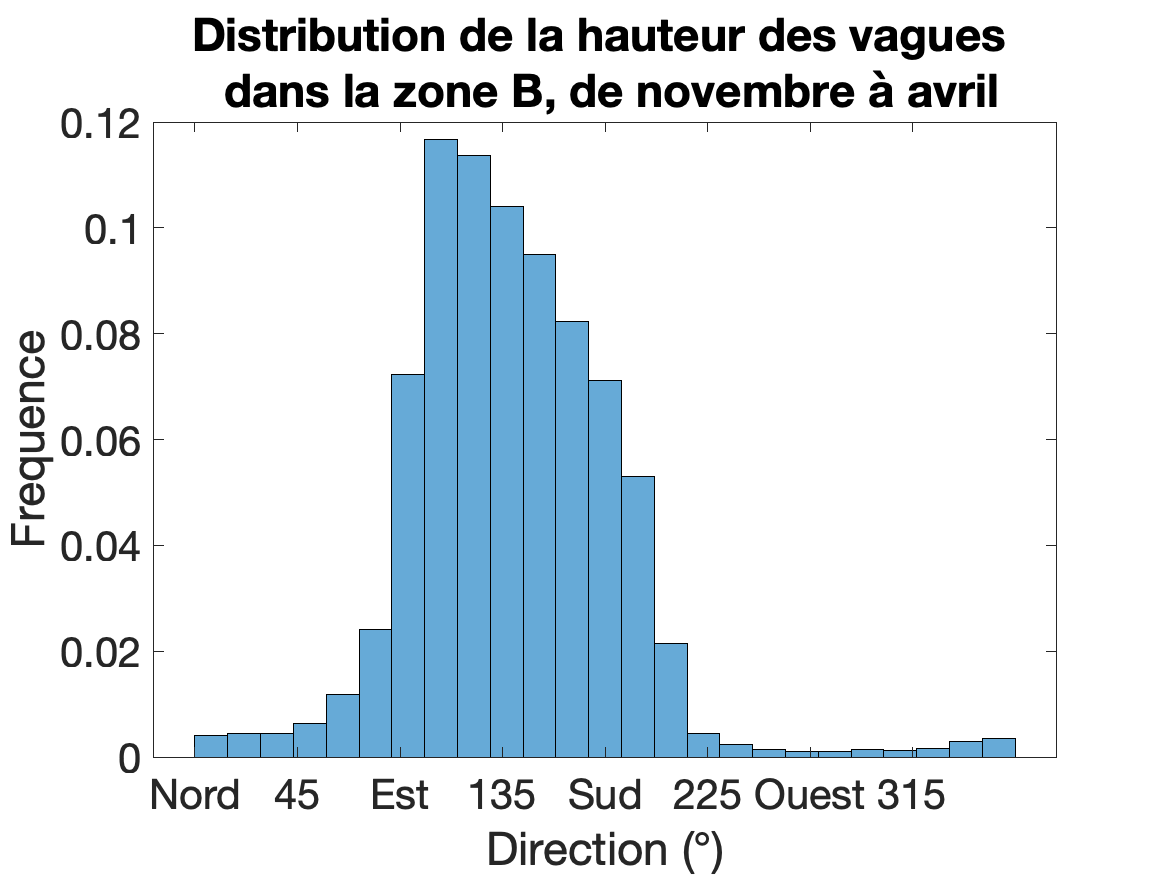 Distribution de la hauteur des vagues
dans la zone B, de novembre à avril
0.12
0.1
0.08
0.06
0.04
0.02
0
Frequence
Nord 45 Est 135 Sud 225 Ouest 315
Direction (°)